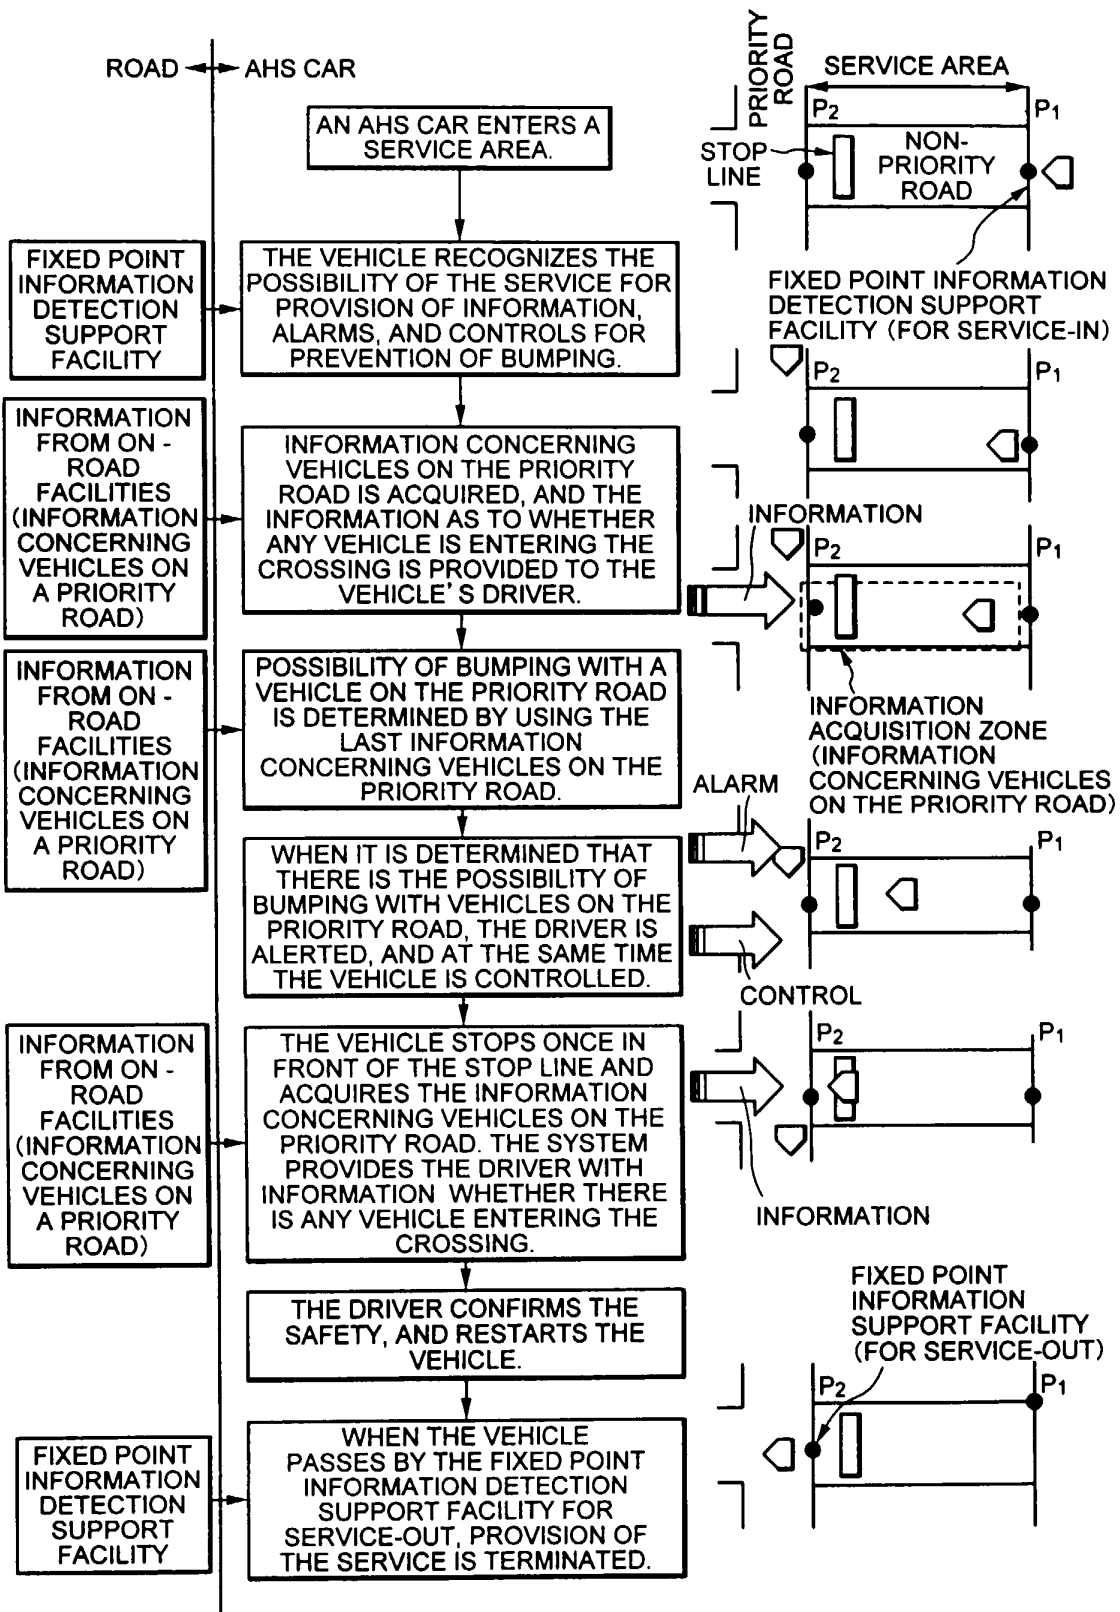 ROAD
AHS CAR
AN AHS CAR ENTERS A
SERVICE AREA.
FIXED POINT
INFORMATION
DETECTION
SUPPORT
FACILITY
THE VEHICLE RECOGNIZES THE
POSSIBILITY OF THE SERVICE FOR
PROVISION OF INFORMATION,
ALARMS, AND CONTROLS FOR
PREVENTION OF BUMPING.
INFORMATION
FROM ON -
ROAD
FACILITIES
(INFORMATION
CONCERNING
VEHICLES ON
A PRIORITY
ROAD)
INFORMATION CONCERNING
VEHICLES ON THE PRIORITY
ROAD IS ACQUIRED, AND THE
INFORMATION AS TO WHETHER
ANY VEHICLE IS ENTERING THE
CROSSING IS PROVIDED TO THE
VEHICLE'S DRIVER.
INFORMATION
FROM ON -
ROAD
FACILITIES
(INFORMATION
CONCERNING
VEHICLES ON
A PRIORITY
ROAD)
POSSIBILITY OF BUMPING WITH A
VEHICLE ON THE PRIORITY ROAD
IS DETERMINED BY USING THE
LAST INFORMATION
CONCERNING VEHICLES ON THE
PRIORITY ROAD.
WHEN IT IS DETERMINED THAT
THERE IS THE POSSIBILITY OF
BUMPING WITH VEHICLES ON THE
PRIORITY ROAD, THE DRIVER IS
ALERTED, AND AT THE SAME TIME
THE VEHICLE IS CONTROLLED.
INFORMATION
FROM ON -
ROAD
FACILITIES
(INFORMATION
CONCERNING
VEHICLES ON
A PRIORITY
ROAD)
THE VEHICLE STOPS ONCE IN
FRONT OF THE STOP LINE AND
ACQUIRES THE INFORMATION
CONCERNING VEHICLES ON THE
PRIORITY ROAD. THE SYSTEM
PROVIDES THE DRIVER WITH
INFORMATION WHETHER THERE
IS ANY VEHICLE ENTERING THE
CROSSING.
THE DRIVER CONFIRMS THE
SAFETY, AND RESTARTS THE
VEHICLE.
FIXED POINT
INFORMATION
DETECTION
SUPPORT
FACILITY
WHEN THE VEHICLE
PASSES BY THE FIXED POINT
INFORMATION DETECTION
SUPPORT FACILITY FOR
SERVICE-OUT, PROVISION OF
THE SERVICE IS TERMINATED.
PRIORITY
ROAD
SERVICE AREA
P2
P1
STOP
LINE
NON-
PRIORITY
ROAD
FIXED POINT INFORMATION
DETECTION SUPPORT
FACILITY (FOR SERVICE-IN)
P2
P1
INFORMATION
P2
P1
INFORMATION
ACQUISITION ZONE
(INFORMATION
CONCERNING VEHICLES
ON THE PRIORITY ROAD)
ALARM
P2
P1
CONTROL
P2
P1
INFORMATION
FIXED POINT
INFORMATION
SUPPORT FACILITY
(FOR SERVICE-OUT)
P2
P1